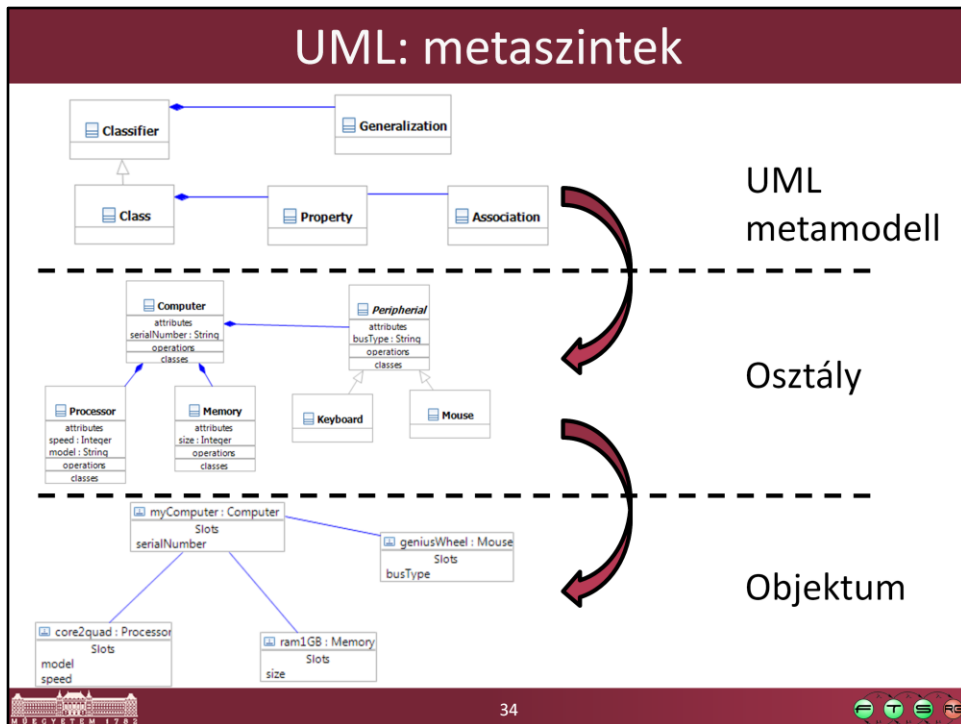 UML: metaszintek
Classifier
Generalization
Class
Property
Association
UML
metamodell
Computer
attributes
serialNumber : String
operations
classes
Peripherial
attributes
busType : String
operations
classes
Processor
attributes
speed : Integer
model : String
operations
classes
Memory
attributes
size : Integer
operations
classes
Keyboard
Mouse
Osztály
myComputer : Computer
Slots
serialNumber
geniusWheel : Mouse
Slots
busType
core2quad : Processor
Slots
model
speed
ram1GB : Memory
Slots
size
Objektum
MŰEGYETEM 1782
34
F T S RG